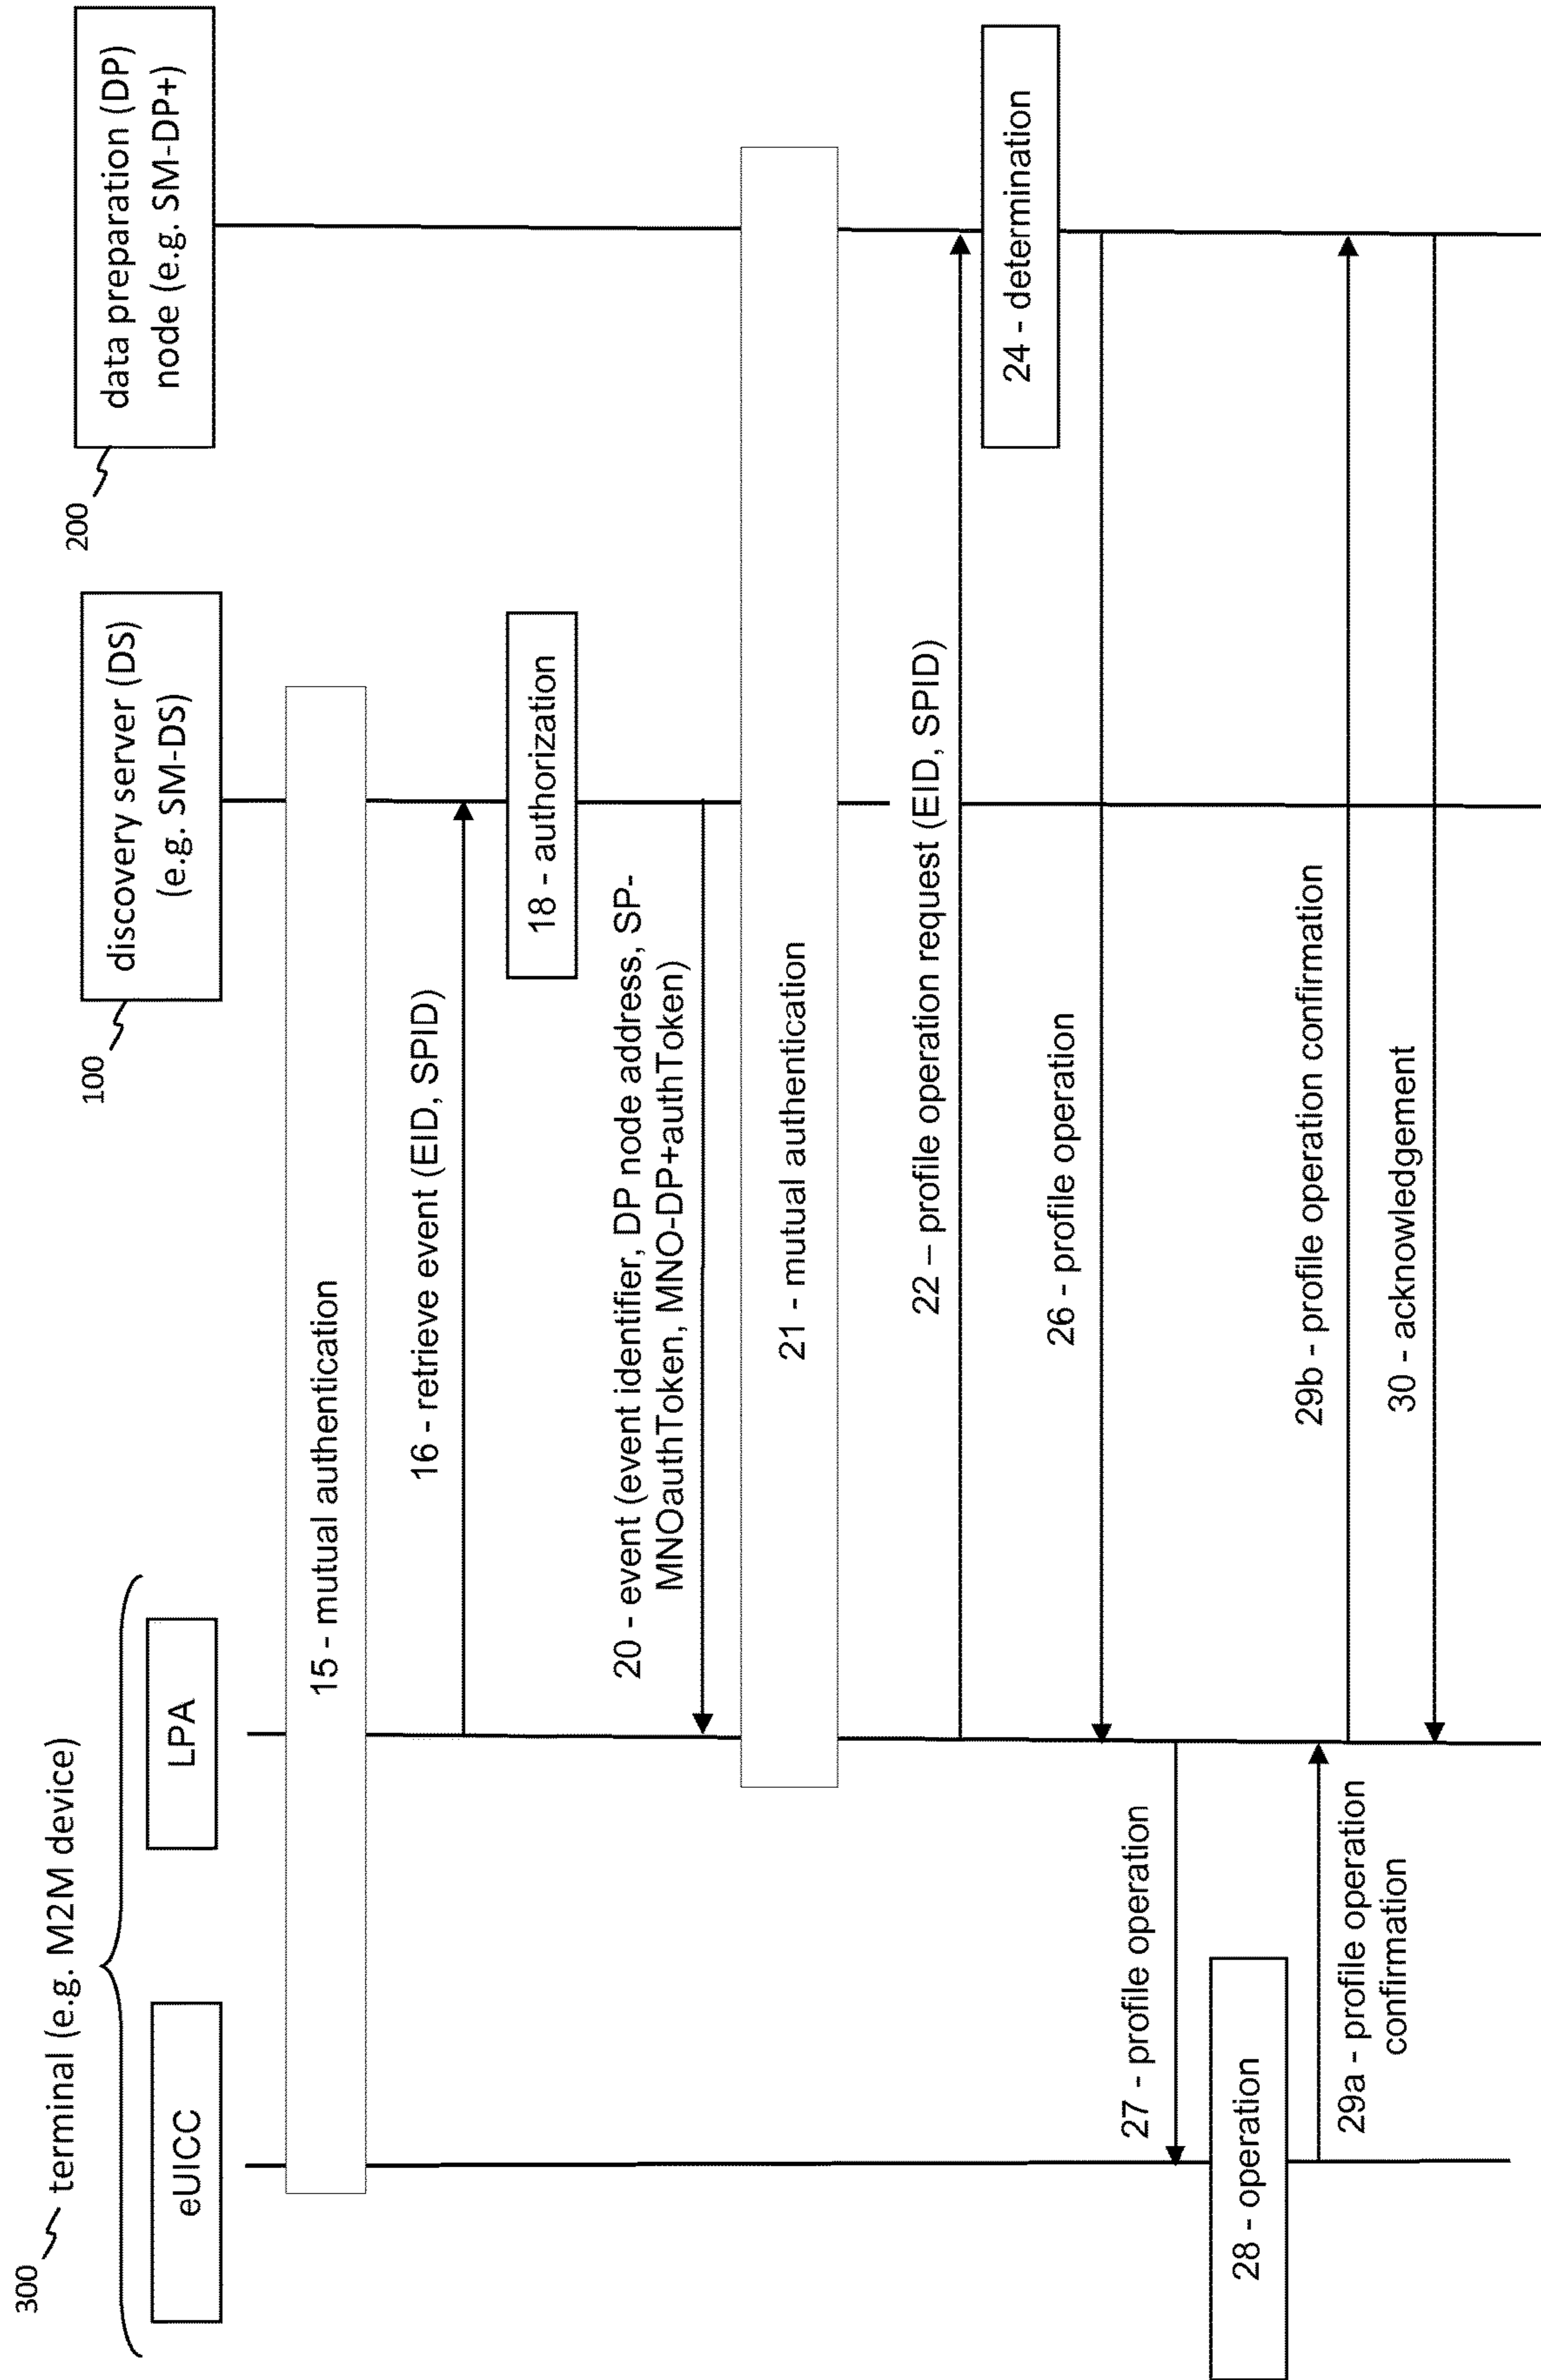 300
terminal (e.g. M2M device)
eUICC
LPA
100
discovery server (DS)
(e.g. SM-DS)
200
data preparation (DP)
node (e.g. SM-DP+)
15 - mutual authentication
16 - retrieve event (EID, SPID)
18 - authorization
20 - event (event identifier, DP node address, SP-
MNOauthToken, MNO-DP+authToken)
21 - mutual authentication
22 – profile operation request (EID, SPID)
24 - determination
26 - profile operation
27 - profile operation
28 - operation
29a - profile operation
confirmation
29b - profile operation confirmation
30 - acknowledgement